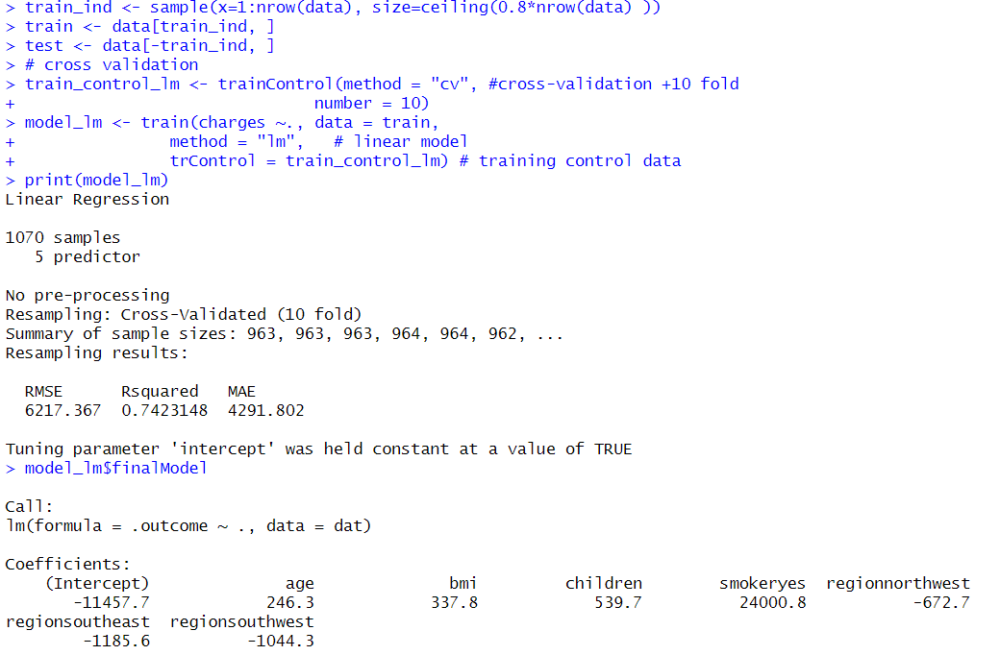 > train_ind <- sample(x=1:nrow(data), size=ceiling(0.8*nrow(data) ))
> train <- data[train_ind, ]
> test <- data[-train_ind, ]
> # cross validation
> train_control_lm <- trainControl(method = "cv", #cross-validation +10 fold
+                                number = 10)
> model_lm <- train(charges ~., data = train,
+                 method = "lm",   # linear model
+                 trControl = train_control_lm) # training control data
> print(model_lm)
Linear Regression

1070 samples
   5 predictor

No pre-processing
Resampling: Cross-Validated (10 fold)
Summary of sample sizes: 963, 963, 963, 964, 964, 962, ...
Resampling results:

  RMSE      Rsquared   MAE
  6217.367  0.7423148  4291.802

Tuning parameter 'intercept' was held constant at a value of TRUE
> model_lm$finalModel

Call:
lm(formula = .outcome ~ ., data = dat)

Coefficients:
    (Intercept)              age              bmi         children        smokeryes  regionnorthwest
       -11457.7            246.3            337.8            539.7          24000.8           -672.7
regionsoutheast  regionsouthwest
        -1185.6          -1044.3